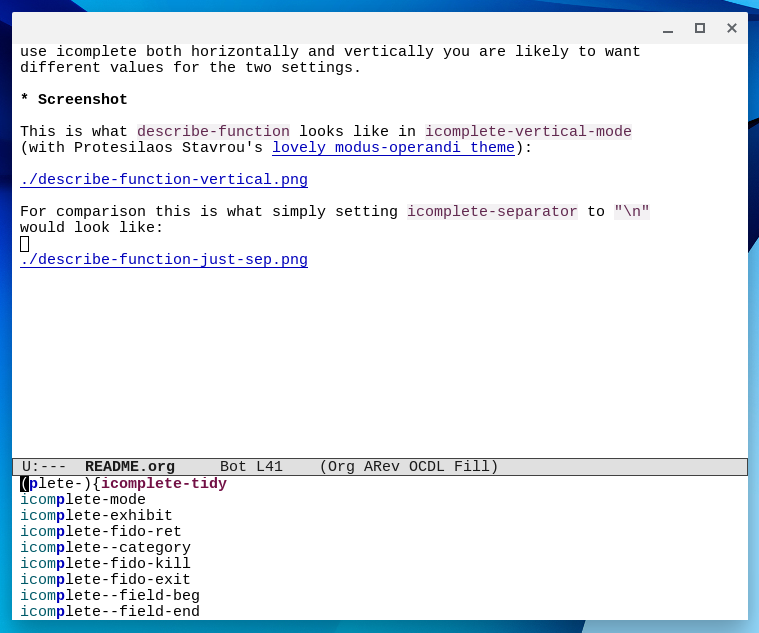 use icomplete both horizontally and vertically you are likely to want
different values for the two settings.
* Screenshot
This is what describe-function looks like in icomplete-vertical-mode
(with Protesilaos Stavrou's lovely modus-operandi theme):
./describe-function-vertical.png
For comparison this is what simply setting icomplete-separator to "\n"
would look like:
./describe-function-just-sep.png
U:---  README.org     Bot L41    (Org ARev OCDL Fill)
(plete-){icomplete-tidy
icomplete-mode
icomplete-exhibit
icomplete-fido-ret
icomplete--category
icomplete-fido-kill
icomplete-fido-exit
icomplete--field-beg
icomplete--field-end